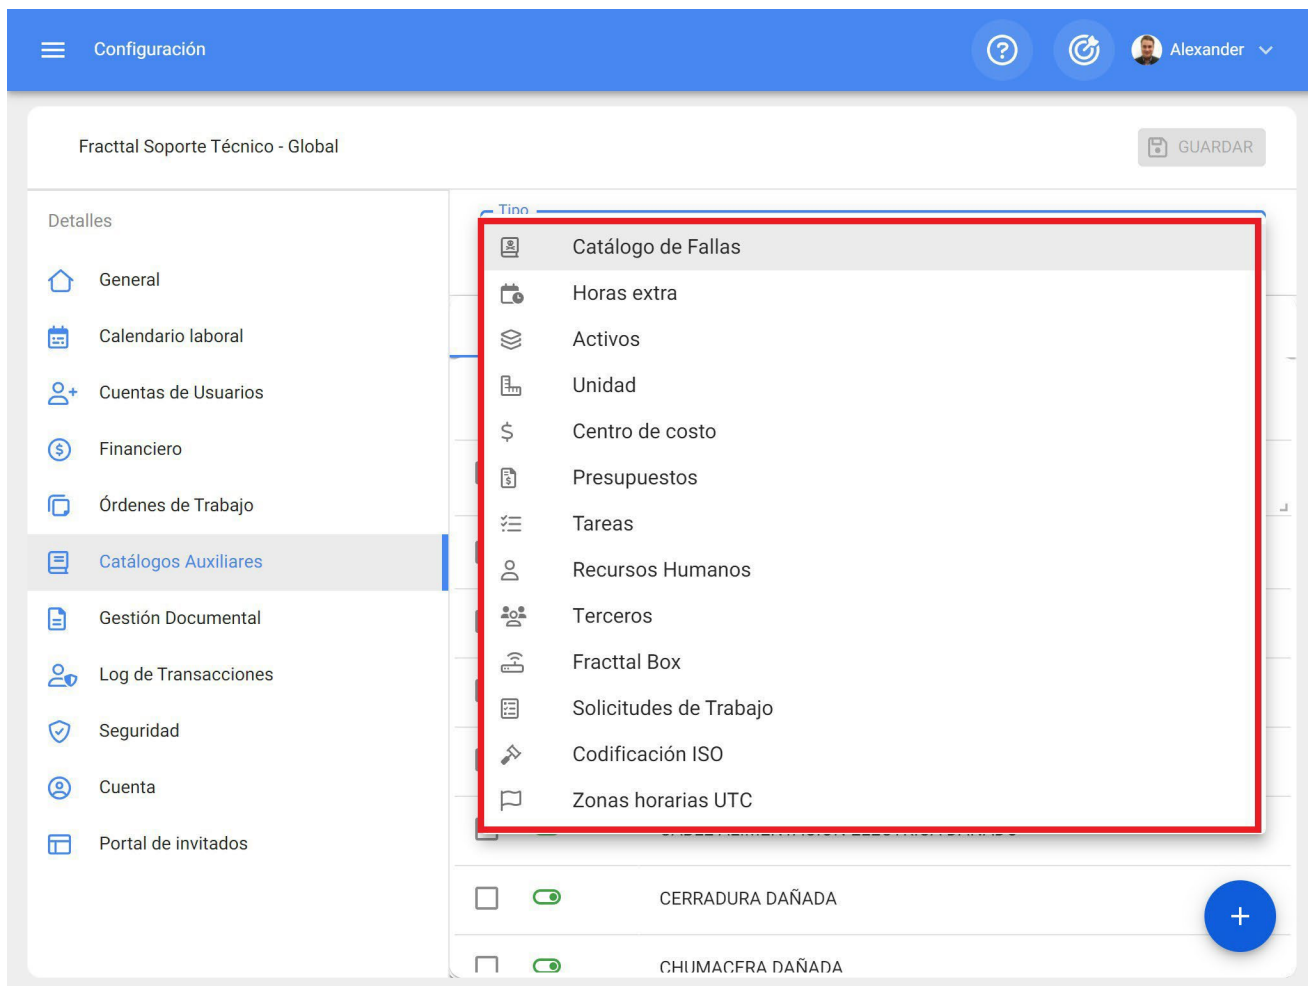 Configuración
Alexander
Fracttal Soporte Técnico - Global
GUARDAR
Detalles
General
Calendario laboral
Cuentas de Usuarios
Financiero
Órdenes de Trabajo
Catálogos Auxiliares
Gestión Documental
Log de Transacciones
Seguridad
Cuenta
Portal de invitados
Tipo
Catálogo de Fallas
Horas extra
Activos
Unidad
Centro de costo
Presupuestos
Tareas
Recursos Humanos
Terceros
Fracttal Box
Solicitudes de Trabajo
Codificación ISO
Zonas horarias UTC
CERRADURA DAÑADA
CHUMACERA DAÑADA